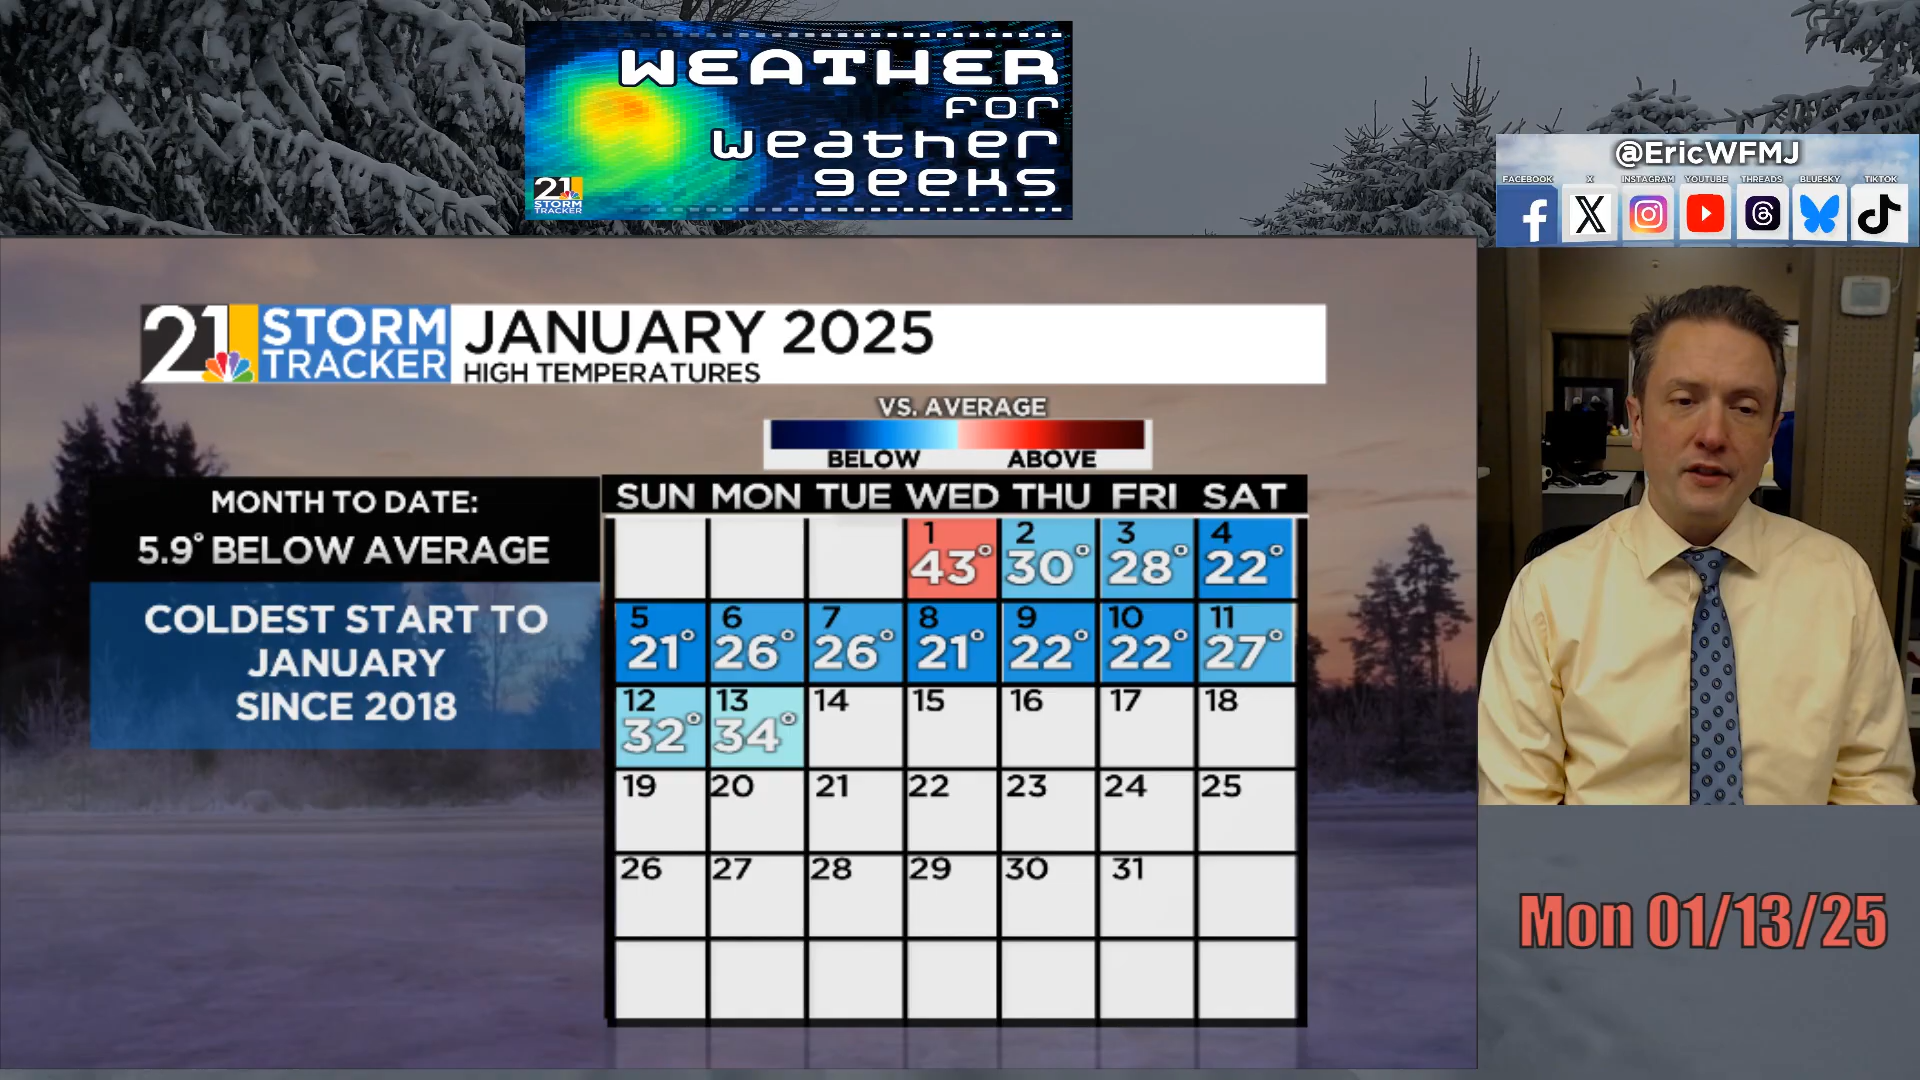 WEATHER
FOR
weather
geeks
21
STORM
TRACKER
@EricWFMJ
FACEBOOK X INSTAGRAM YOUTUBE THREADS BLUESKY TIKTOK
21 STORM TRACKER
JANUARY 2025
HIGH TEMPERATURES
VS. AVERAGE
BELOW ABOVE
MONTH TO DATE:
5.9° BELOW AVERAGE
COLDEST START TO
JANUARY
SINCE 2018
SUN MON TUE WED THU FRI SAT
1 2 3 4
43° 30° 28° 22°
5 6 7 8 9 10 11
21° 26° 26° 21° 22° 22° 27°
12 13 14 15 16 17 18
32° 34°
19 20 21 22 23 24 25
26 27 28 29 30 31
Mon 01/13/25